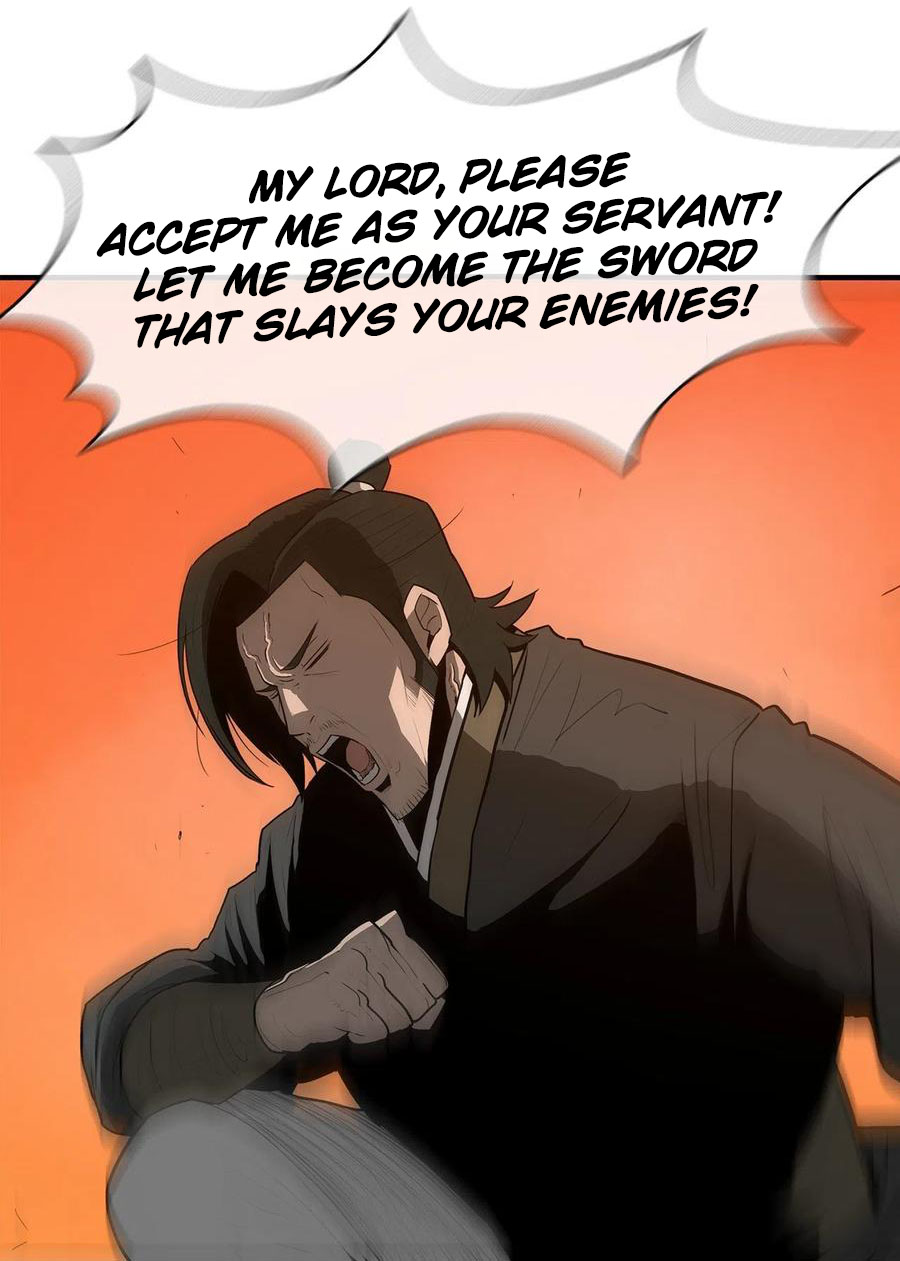 MY LORD, PLEASE
ACCEPT ME AS YOUR SERVANT!
LET ME BECOME THE SWORD
THAT SLAYS YOUR ENEMIES!